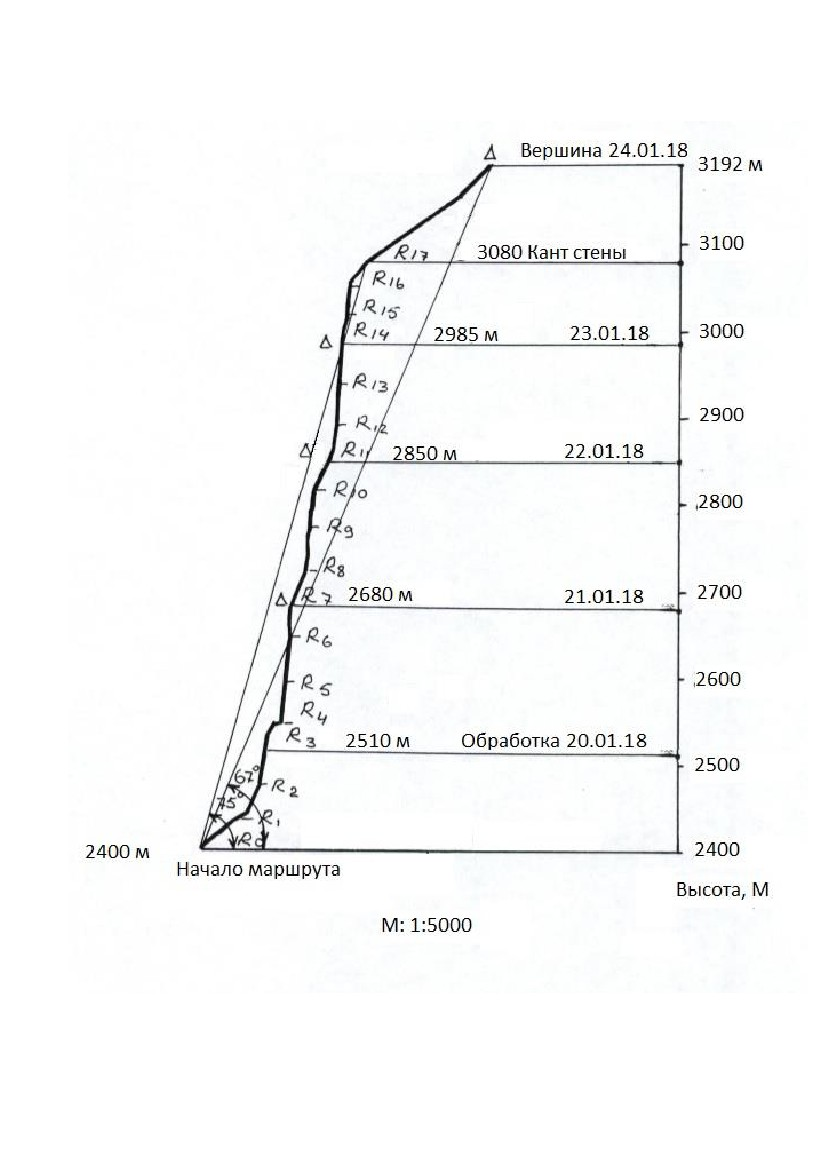 Вершина 24.01.18
3192 м
3100
R17
3080 Кант стены
R16
R15
R14
2985 м
23.01.18
3000
R13
2900
R12
R11
2850 м
22.01.18
R10
2800
R9
R8
2700
R7
2680 м
21.01.18
R6
R5
2600
R4
R3
2510 м
Обработка 20.01.18
2500
67°
R2
75°
R1
R0
2400 м
2400
Начало маршрута
Высота, М
М: 1:5000